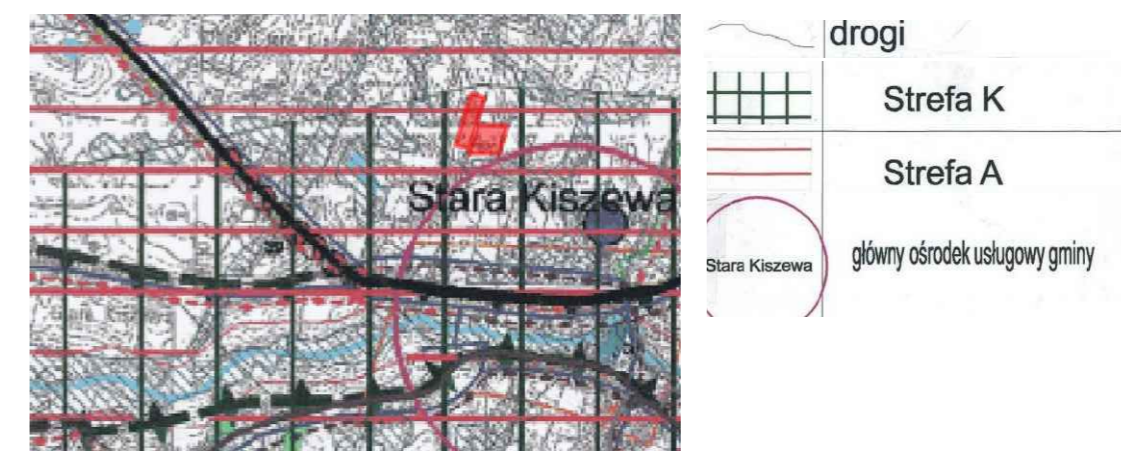 Stara Kiszewa
drogi
Strefa K
Strefa A
Stara Kiszewa
główny ośrodek usługowy gminy